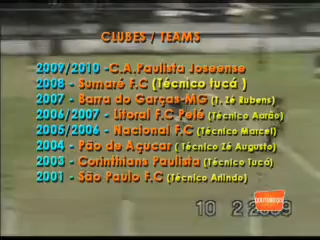 CLUBES / TEAMS
2009/2010 -C.A.Paulista Joseense
2008 - Sumaré F.C (Técnico tucá )
2007 - Barra do Garças-MG (T. Zé Rubens)
2006/2007 - Litoral F.C Pelé (Técnico Aarão)
2005/2006 - Nacional F.C (Técnico Marcel)
2004 - Pão de Açucar ( Técnico Zé Augusto)
2003 - Corinthians Paulista (Técnico Tucá)
2001 - São Paulo F.C (Técnico Arlindo)
10 2 2009